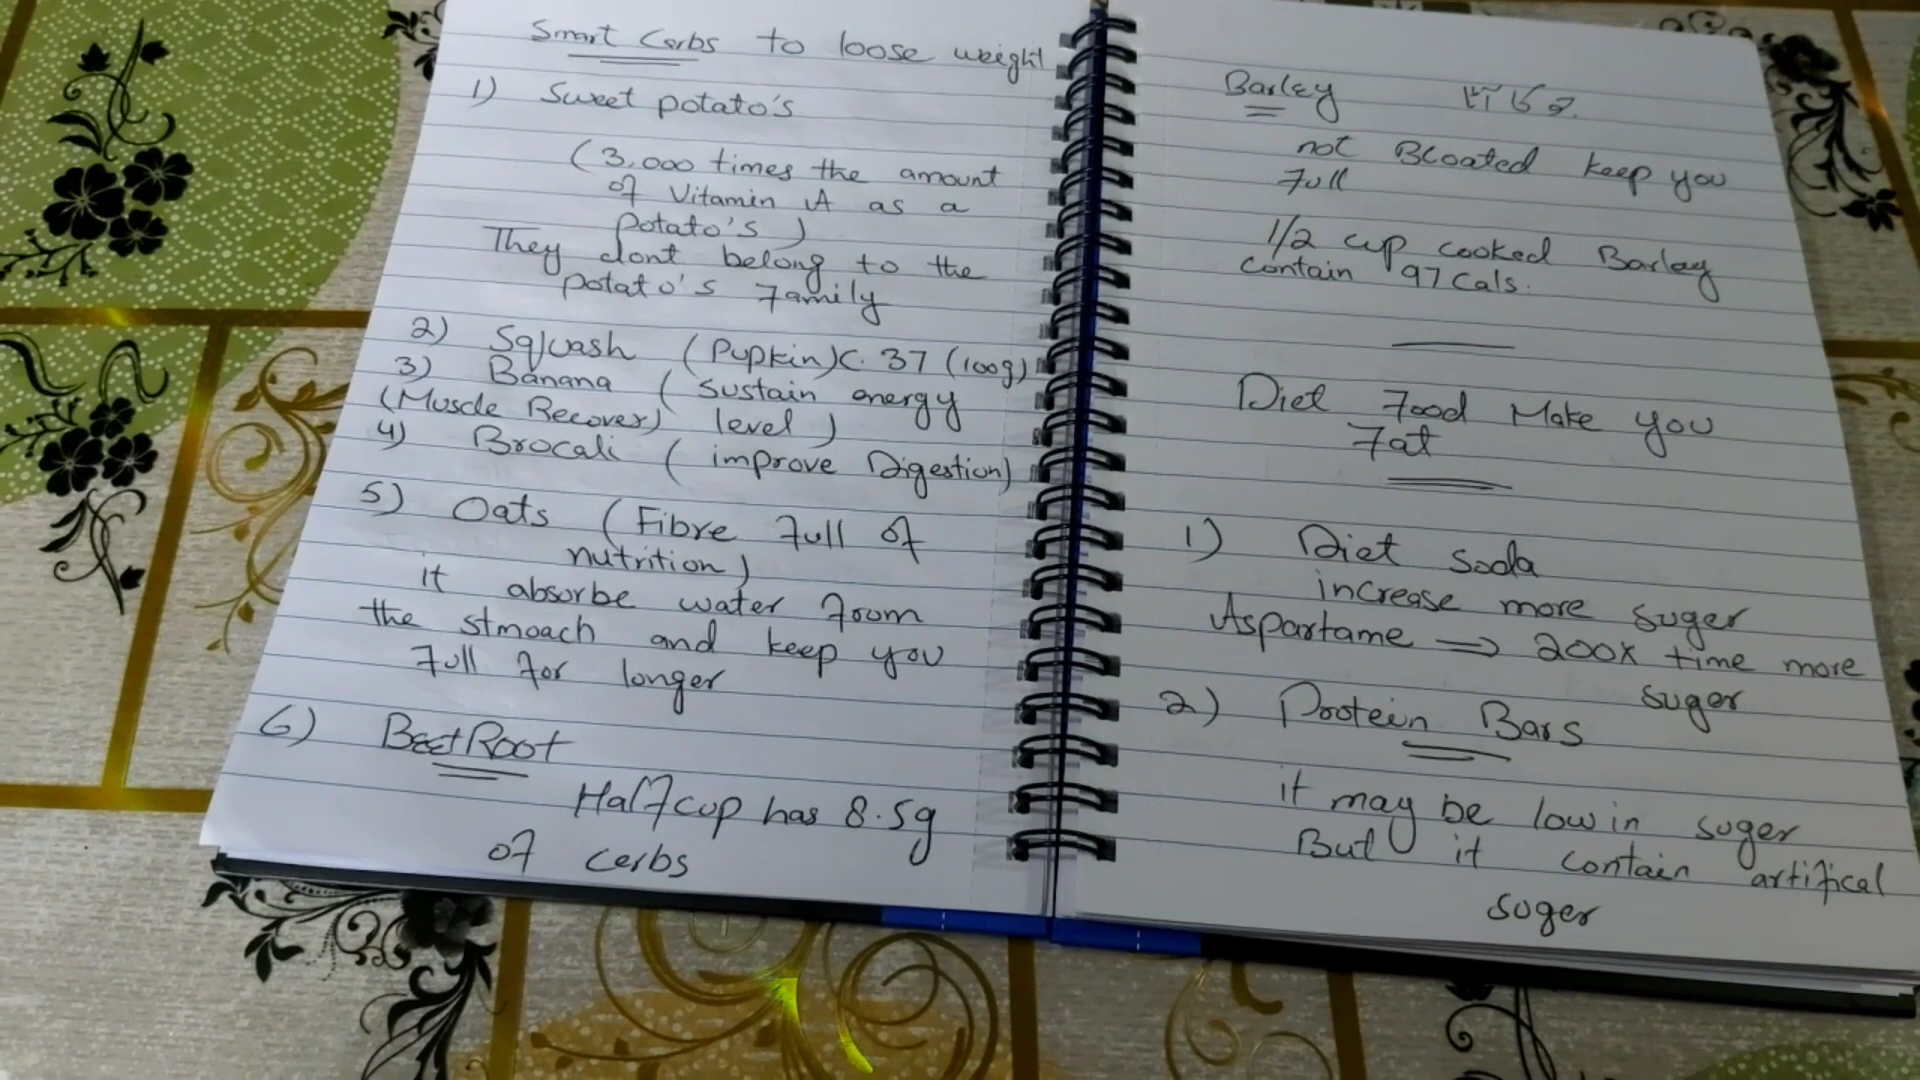 Smart Cerbs to loose weight
1) Sweet potato's
(3,000 times the amount
of Vitamin A as a
potato's)
They dont belong to the
potato's Family
2) Sqluash (Pupkin) C. 37 (100g)
3) Banana ( sustain energy
(Muscle Recover) level )
4) Brocali ( improve Digestion)
5) Oats (Fibre Full of
nutrition)
it absorbe water from
the stmoach and keep you
Full for longer
6) BeetRoot
Half cup has 8.5g
of cerbs
Barley
not Bloated keep you
Full
1/2 cup cooked Barley
contain 97 Cals.
Diet Food Make you
Fat
1) Diet soda
increase more suger
Aspartame ⇒ 200x time more
suger
2) Protein Bars
it may be low in suger
But it contain artifical
suger